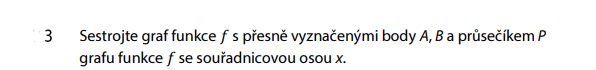 3 Sestrojte graf funkce f s přesně vyznačenými body A, B a průsečíkem P
grafu funkce f se souřadnicovou osou x.